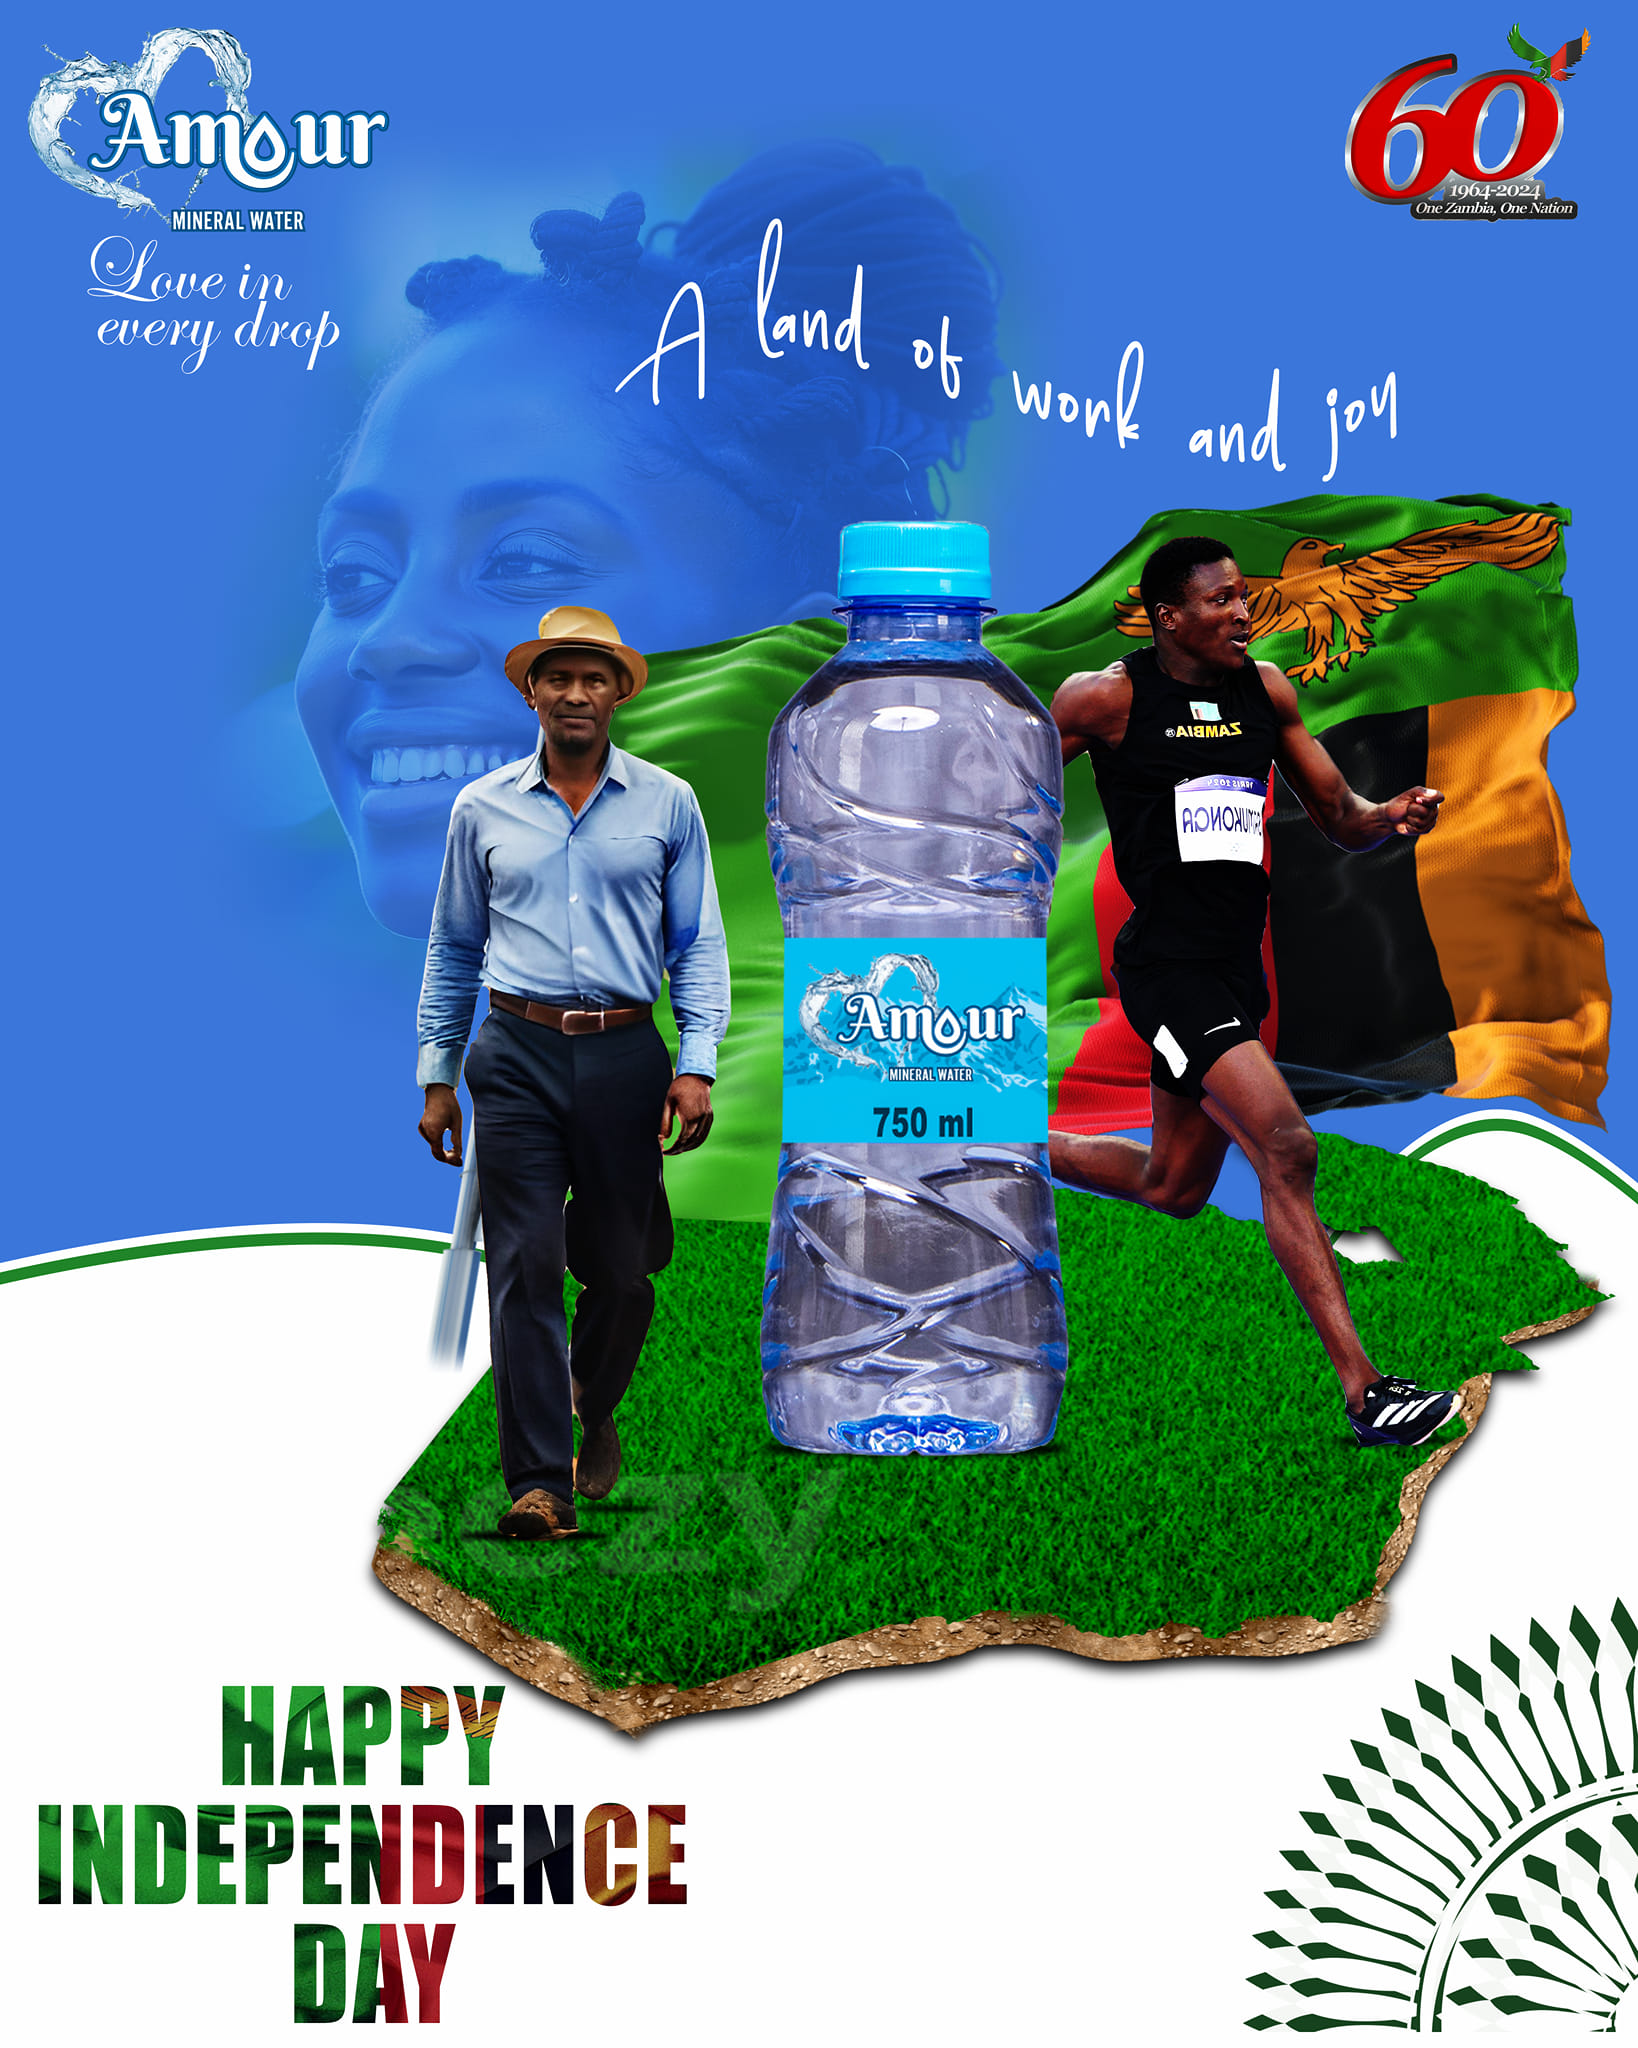 Amour
MINERAL WATER
Love in
every drop
60
1964-2024
One Zambia, One Nation
A land of work and joy
ZAMBIA
Amour
MINERAL WATER
750 ml
HAPPY
INDEPENDENCE
DAY